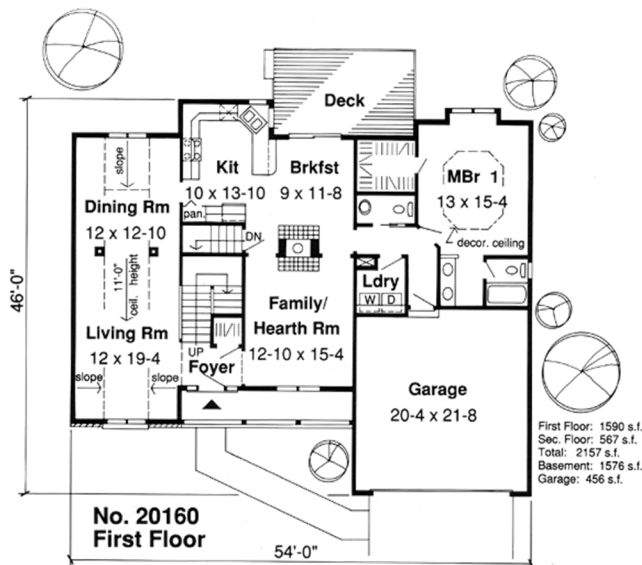 Deck
slope
Kit
10 x 13-10
Brkfst
9 x 11-8
MBr 1
13 x 15-4
pan.
Dining Rm
12 x 12-10
DN.
decor. ceiling
11'-0"
ceil. height
Ldry
W D
46'-0"
Family/
Hearth Rm
12-10 x 15-4
Living Rm
12 x 19-4
UP
Foyer
slope
slope
Garage
20-4 x 21-8
First Floor: 1590 s.f.
Sec. Floor: 567 s.f.
Total: 2157 s.f.
Basement: 1576 s.f.
Garage: 456 s.f.
No. 20160
First Floor
54'-0"